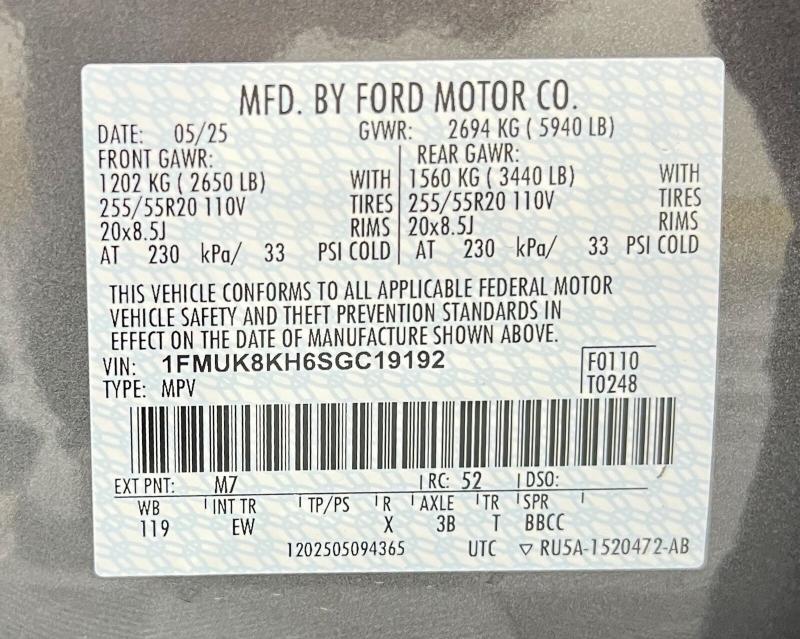 MFD. BY FORD MOTOR CO.
DATE: 05/25 GVWR: 2694 KG ( 5940 LB)
FRONT GAWR: REAR GAWR:
1202 KG ( 2650 LB) WITH 1560 KG ( 3440 LB) WITH
255/55R20 110V TIRES 255/55R20 110V TIRES
20x8.5J RIMS 20x8.5J RIMS
AT 230 kPa/ 33 PSI COLD AT 230 kPa/ 33 PSI COLD
THIS VEHICLE CONFORMS TO ALL APPLICABLE FEDERAL MOTOR
VEHICLE SAFETY AND THEFT PREVENTION STANDARDS IN
EFFECT ON THE DATE OF MANUFACTURE SHOWN ABOVE.
VIN: 1FMUK8KH6SGC19192 F0110
TYPE: MPV T0248
EXT PNT: M7 RC: 52 DSO:
WB INT TR TP/PS R AXLE TR SPR
119 EW X 3B T BBCC
1202505094365 UTC ▽ RU5A-1520472-AB